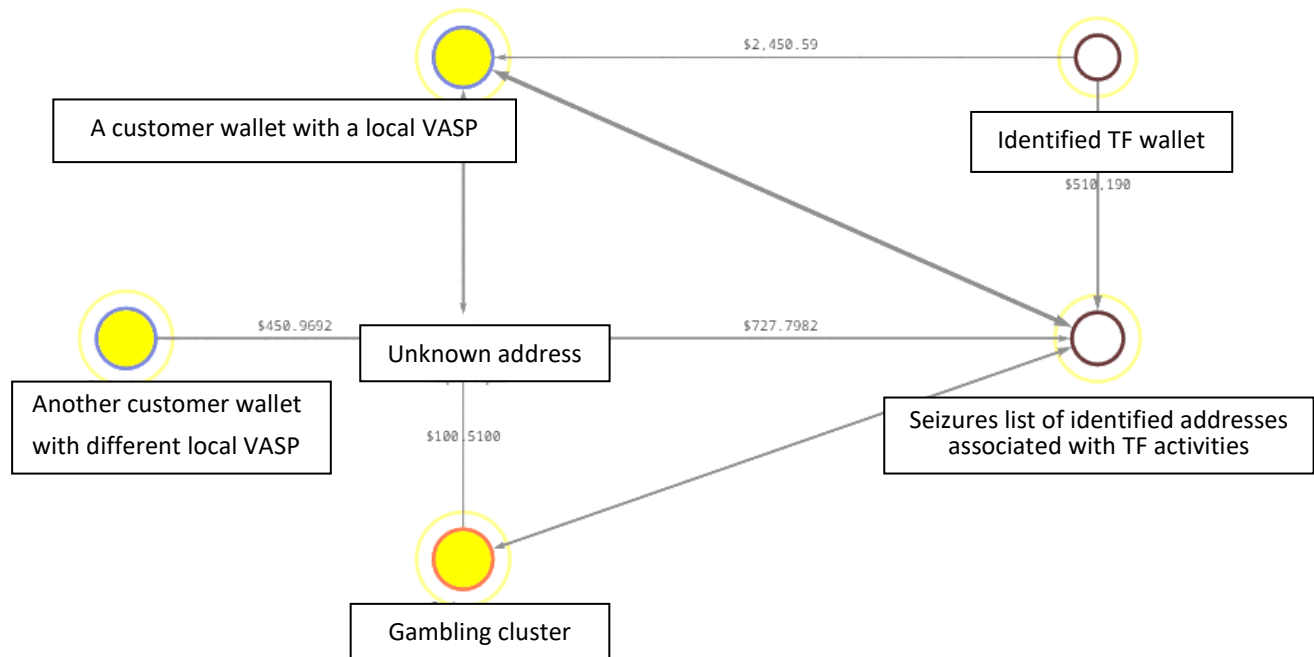 $2,450.59
A customer wallet with a local VASP
Identified TF wallet
$510,190
$450.9692
$727.7982
Unknown address
Another customer wallet
with different local VASP
Seizures list of identified addresses
associated with TF activities
$100.5100
Gambling cluster